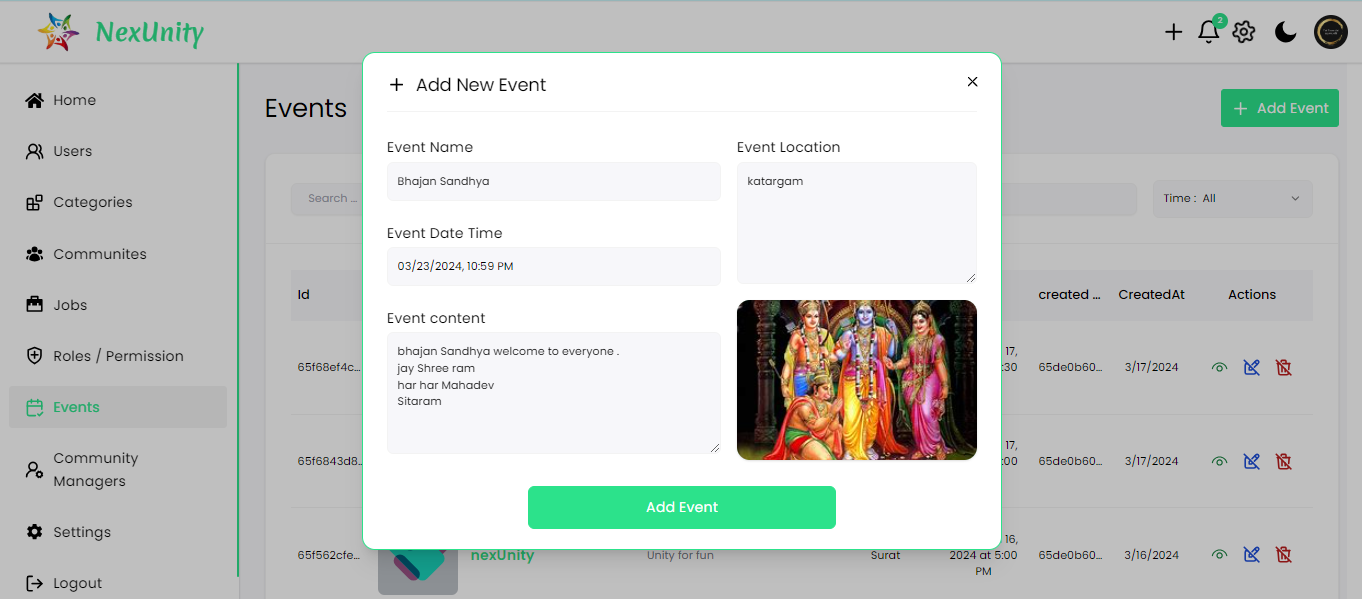 NexUnity
2
Home
Users
Categories
Communites
Jobs
Roles / Permission
Events
Community
Managers
Settings
Logout
Events
Add Event
Search ...
Time : All
Add New Event
Event Name
Bhajan Sandhya
Event Date Time
03/23/2024, 10:59 PM
Event content
bhajan Sandhya welcome to everyone .
jay Shree ram
har har Mahadev
Sitaram
Event Location
katargam
Add Event
Id
created ...
CreatedAt
Actions
65f68ef4c...
17,
:30
65de0b60...
3/17/2024
65f6843d8...
17,
:00
65de0b60...
3/17/2024
65f562cfe...
nexUnity
Unity for fun
Surat
16,
2024 at 5:00
PM
65de0b60...
3/16/2024